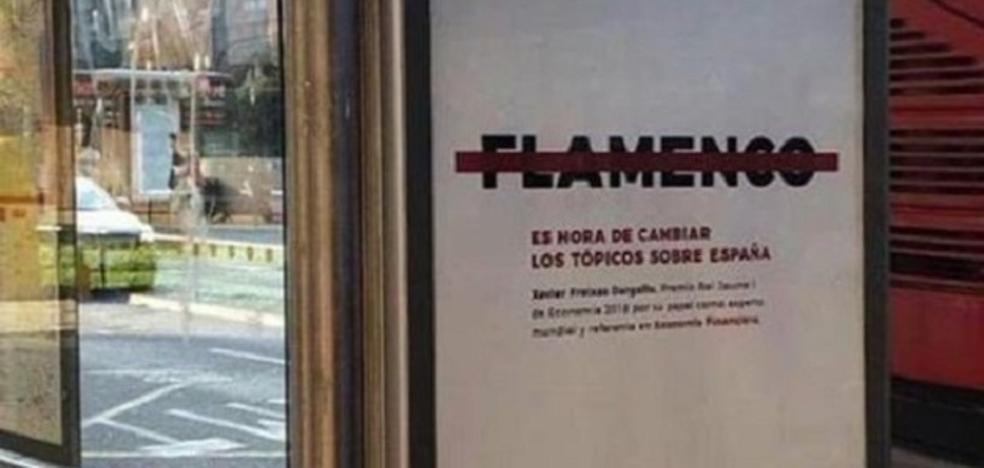 FLAMENCO
ES HORA DE CAMBIAR
LOS TÓPICOS SOBRE ESPAÑA
Xavier Freixas Dergallo, Premio Rei Jaume I
de Economía 2018 por su papel como experto
mundial y referente en Economía Financiera.